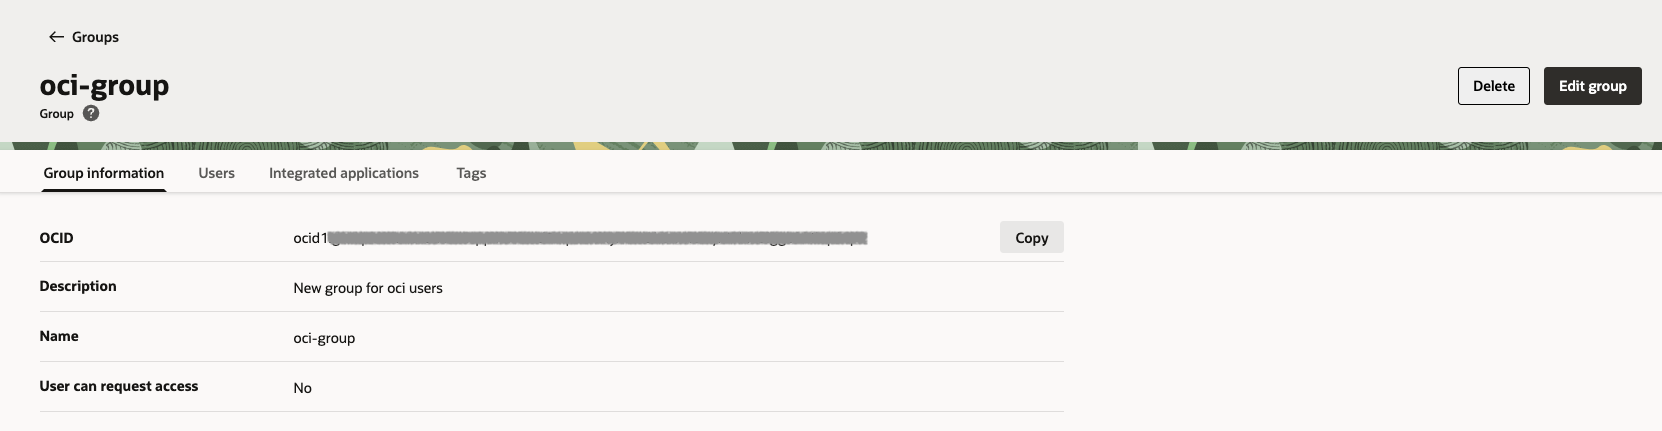 ← Groups
oci-group
Group ?
Delete
Edit group
Group information
Users
Integrated applications
Tags
OCID ocid1
Copy
Description New group for oci users
Name oci-group
User can request access No